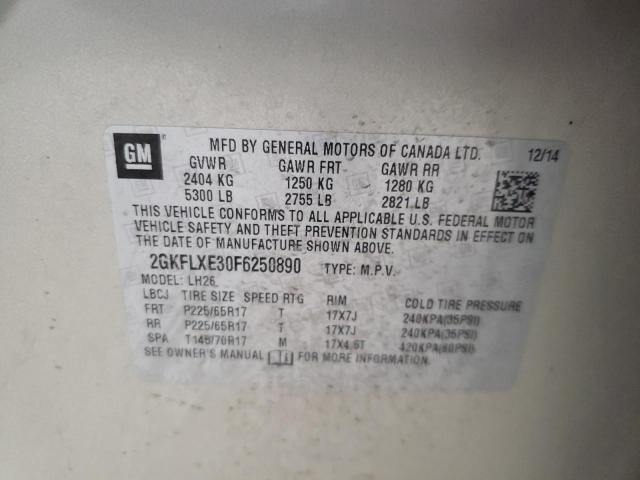 GM
MFD BY GENERAL MOTORS OF CANADA LTD. 12/14
GVWR GAWR FRT GAWR RR
2404 KG 1250 KG 1280 KG
5300 LB 2755 LB 2821 LB
THIS VEHICLE CONFORMS TO ALL APPLICABLE U.S. FEDERAL MOTOR
VEHICLE SAFETY AND THEFT PREVENTION STANDARDS IN EFFECT ON
THE DATE OF MANUFACTURE SHOWN ABOVE.
2GKFLXE30F6250890 TYPE: M.P.V.
MODEL: LH26
LBCJ TIRE SIZE SPEED RTG RIM COLD TIRE PRESSURE
FRT P225/65R17 T 17X7J 240KPA(35PSI)
RR P225/65R17 T 17X7J 240KPA(35PSI)
SPA T145/70R17 M 17X4.5T 420KPA(60PSI)
SEE OWNER'S MANUAL FOR MORE INFORMATION.